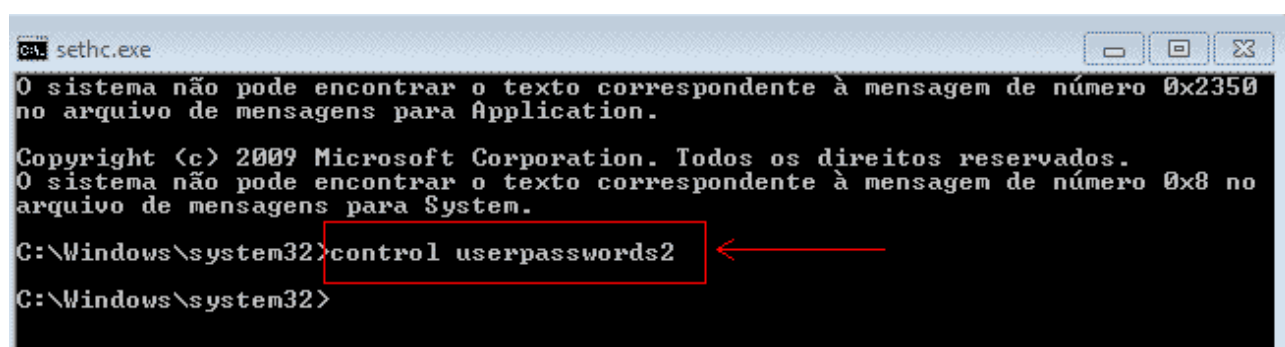 sethc.exe
O sistema não pode encontrar o texto correspondente à mensagem de número 0x2350
no arquivo de mensagens para Application.
Copyright (c) 2009 Microsoft Corporation. Todos os direitos reservados.
O sistema não pode encontrar o texto correspondente à mensagem de número 0x8 no
arquivo de mensagens para System.
C:\Windows\system32>control userpasswords2
C:\Windows\system32>